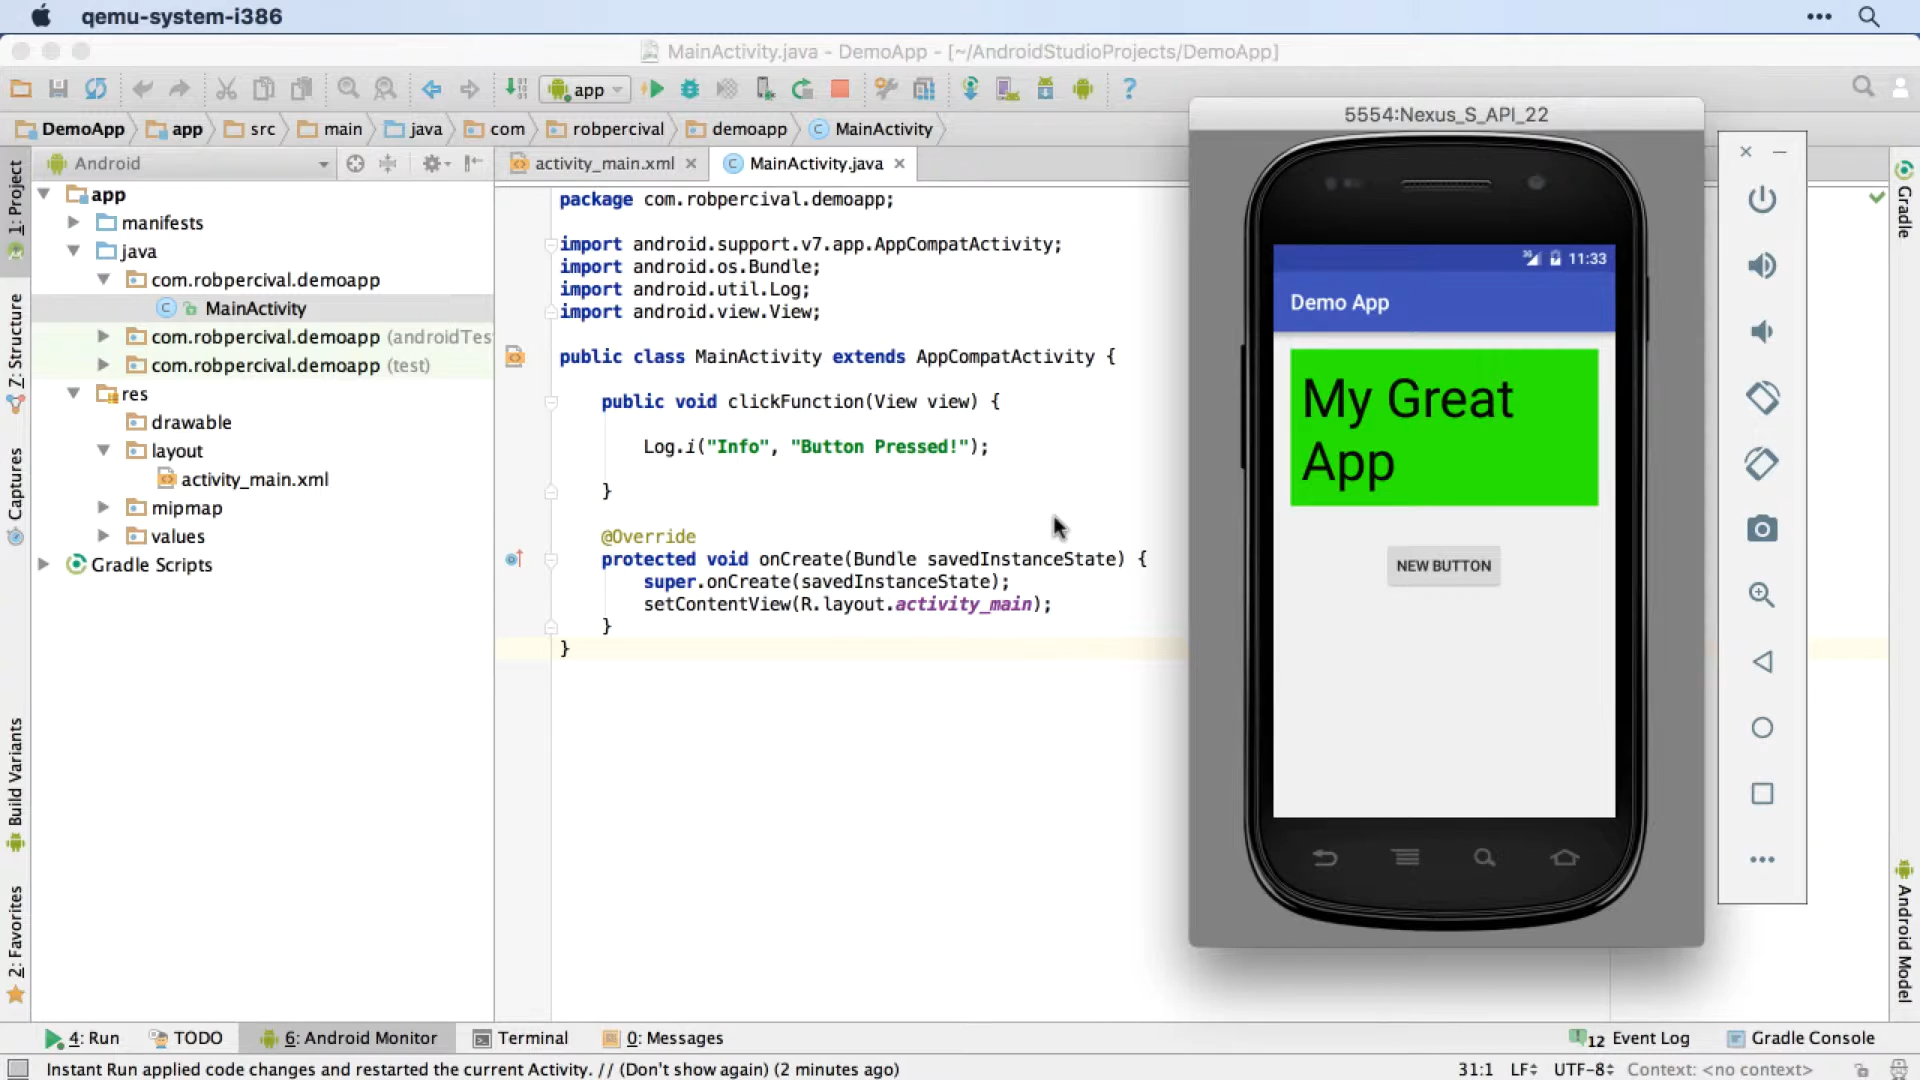 qemu-system-i386
MainActivity.java - DemoApp - [~/AndroidStudioProjects/DemoApp]
app
DemoApp app src main java com robpercival demoapp MainActivity
Android
activity_main.xml
MainActivity.java
1: Project
Z: Structure
Captures
Build Variants
2: Favorites
app
manifests
java
com.robpercival.demoapp
MainActivity
com.robpercival.demoapp (androidTes
com.robpercival.demoapp (test)
res
drawable
layout
activity_main.xml
mipmap
values
Gradle Scripts
package com.robpercival.demoapp;
import android.support.v7.app.AppCompatActivity;
import android.os.Bundle;
import android.util.Log;
import android.view.View;
public class MainActivity extends AppCompatActivity {
public void clickFunction(View view) {
Log.i("Info", "Button Pressed!");
}
@Override
protected void onCreate(Bundle savedInstanceState) {
super.onCreate(savedInstanceState);
setContentView(R.layout.activity_main);
}
}
5554:Nexus_S_API_22
3G 11:33
Demo App
My Great
App
NEW BUTTON
Gradle
Android Model
4: Run TODO 6: Android Monitor Terminal 0: Messages
12 Event Log Gradle Console
Instant Run applied code changes and restarted the current Activity. // (Don't show again) (2 minutes ago)
31:1 LF UTF-8 Context: <no context>